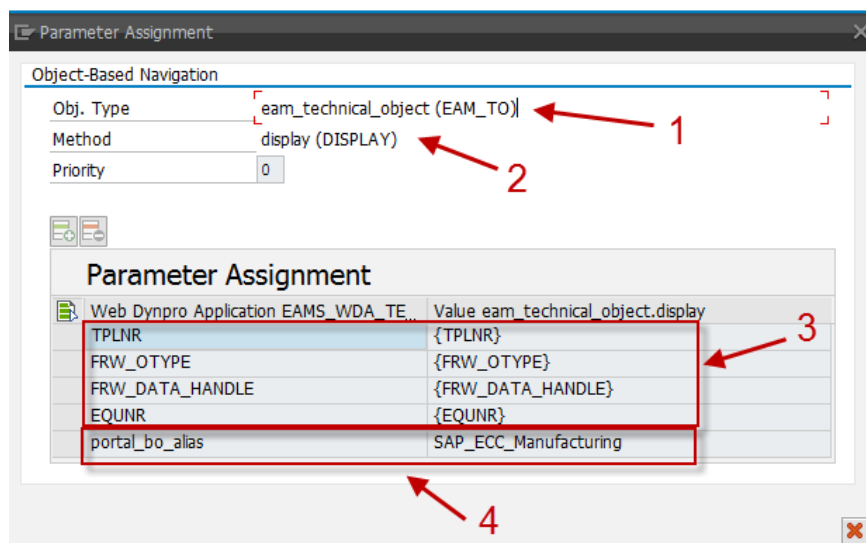 Parameter Assignment
Object-Based Navigation
Obj. Type eam_technical_object (EAM_TO)
1
Method display (DISPLAY)
2
Priority 0
Parameter Assignment
Web Dynpro Application EAMS_WDA_TE... Value eam_technical_object.display
3
TPLNR {TPLNR}
FRW_OTYPE {FRW_OTYPE}
FRW_DATA_HANDLE {FRW_DATA_HANDLE}
EQUNR {EQUNR}
portal_bo_alias SAP_ECC_Manufacturing
4